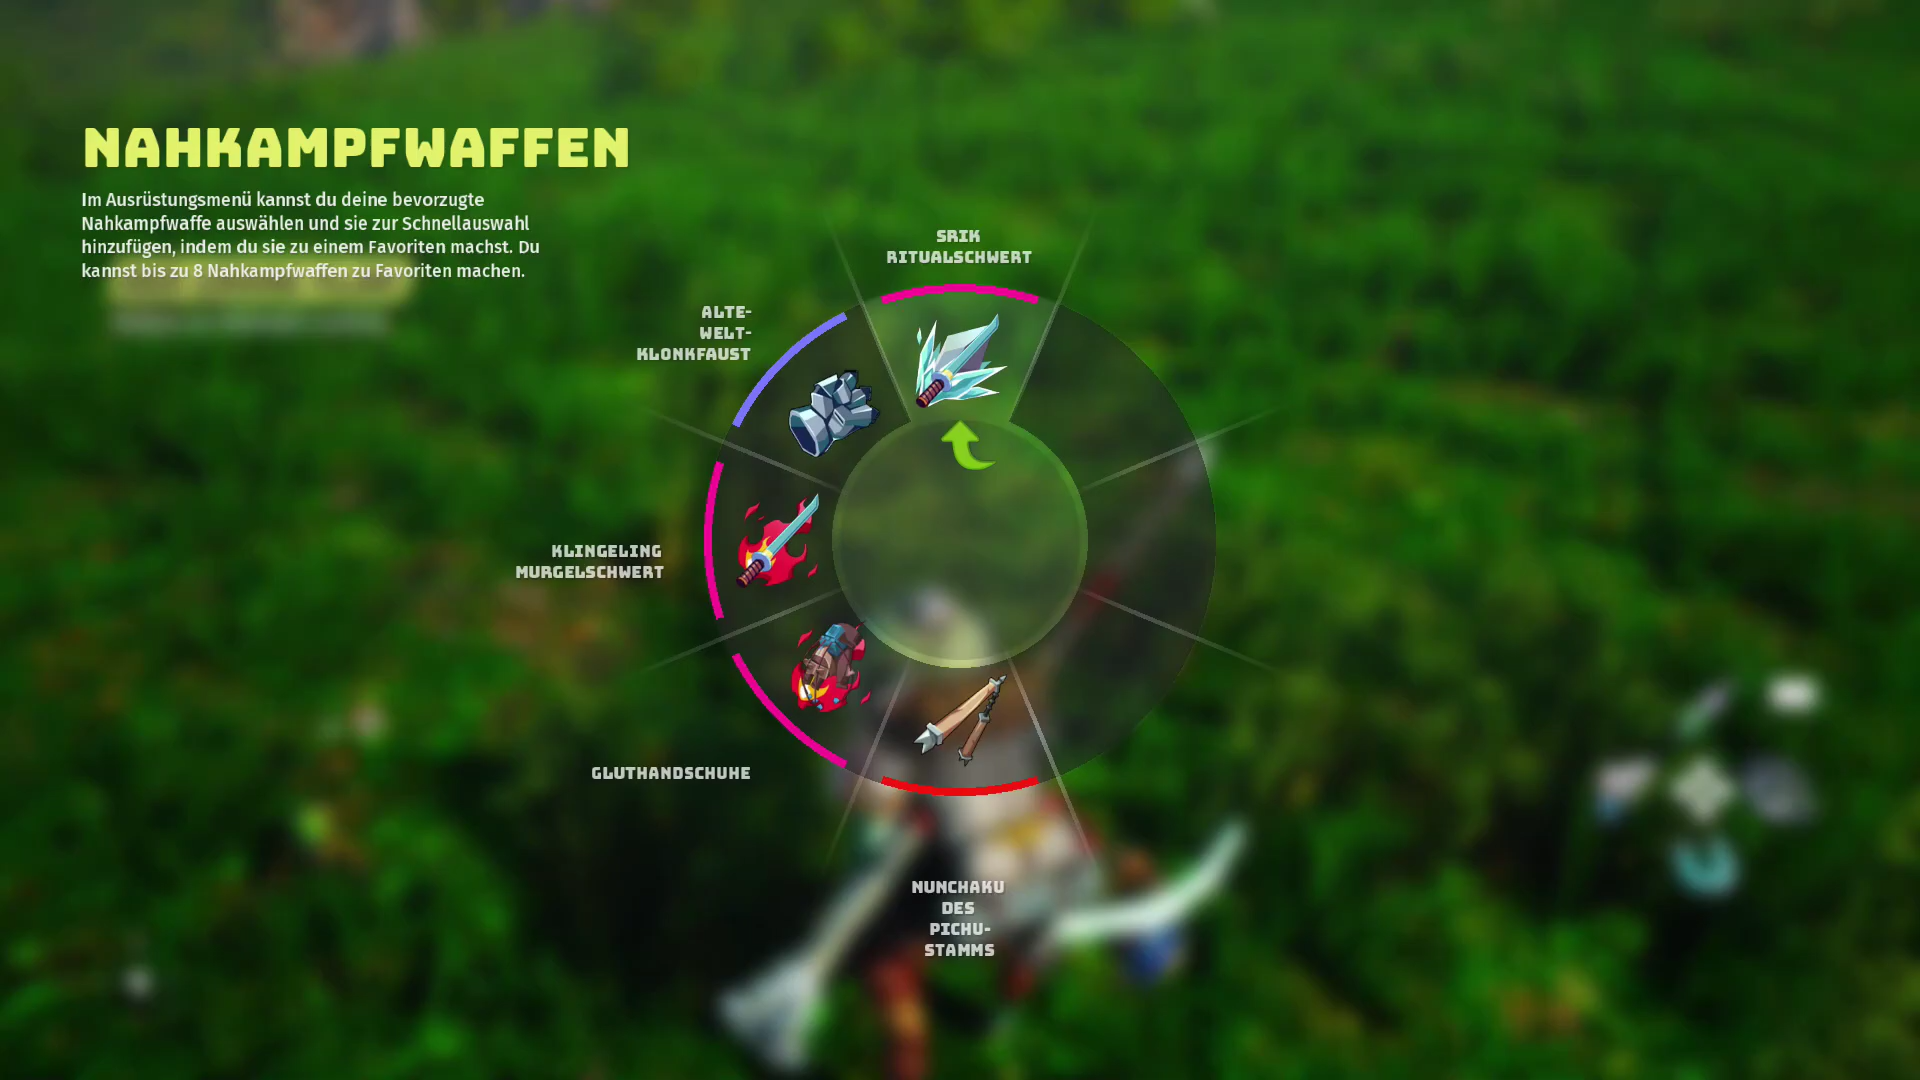 NAHKAMPFWAFFEN
Im Ausrüstungsmenü kannst du deine bevorzugte
Nahkampfwaffe auswählen und sie zur Schnellauswahl
hinzufügen, indem du sie zu einem Favoriten machst. Du
kannst bis zu 8 Nahkampfwaffen zu Favoriten machen.
SRIK
RITUALSCHWERT
ALTE-
WELT-
KLONKFAUST
KLINGELING
MURGELSCHWERT
GLUTHANDSCHUHE
NUNCHAKU
DES
PICHU-
STAMMS